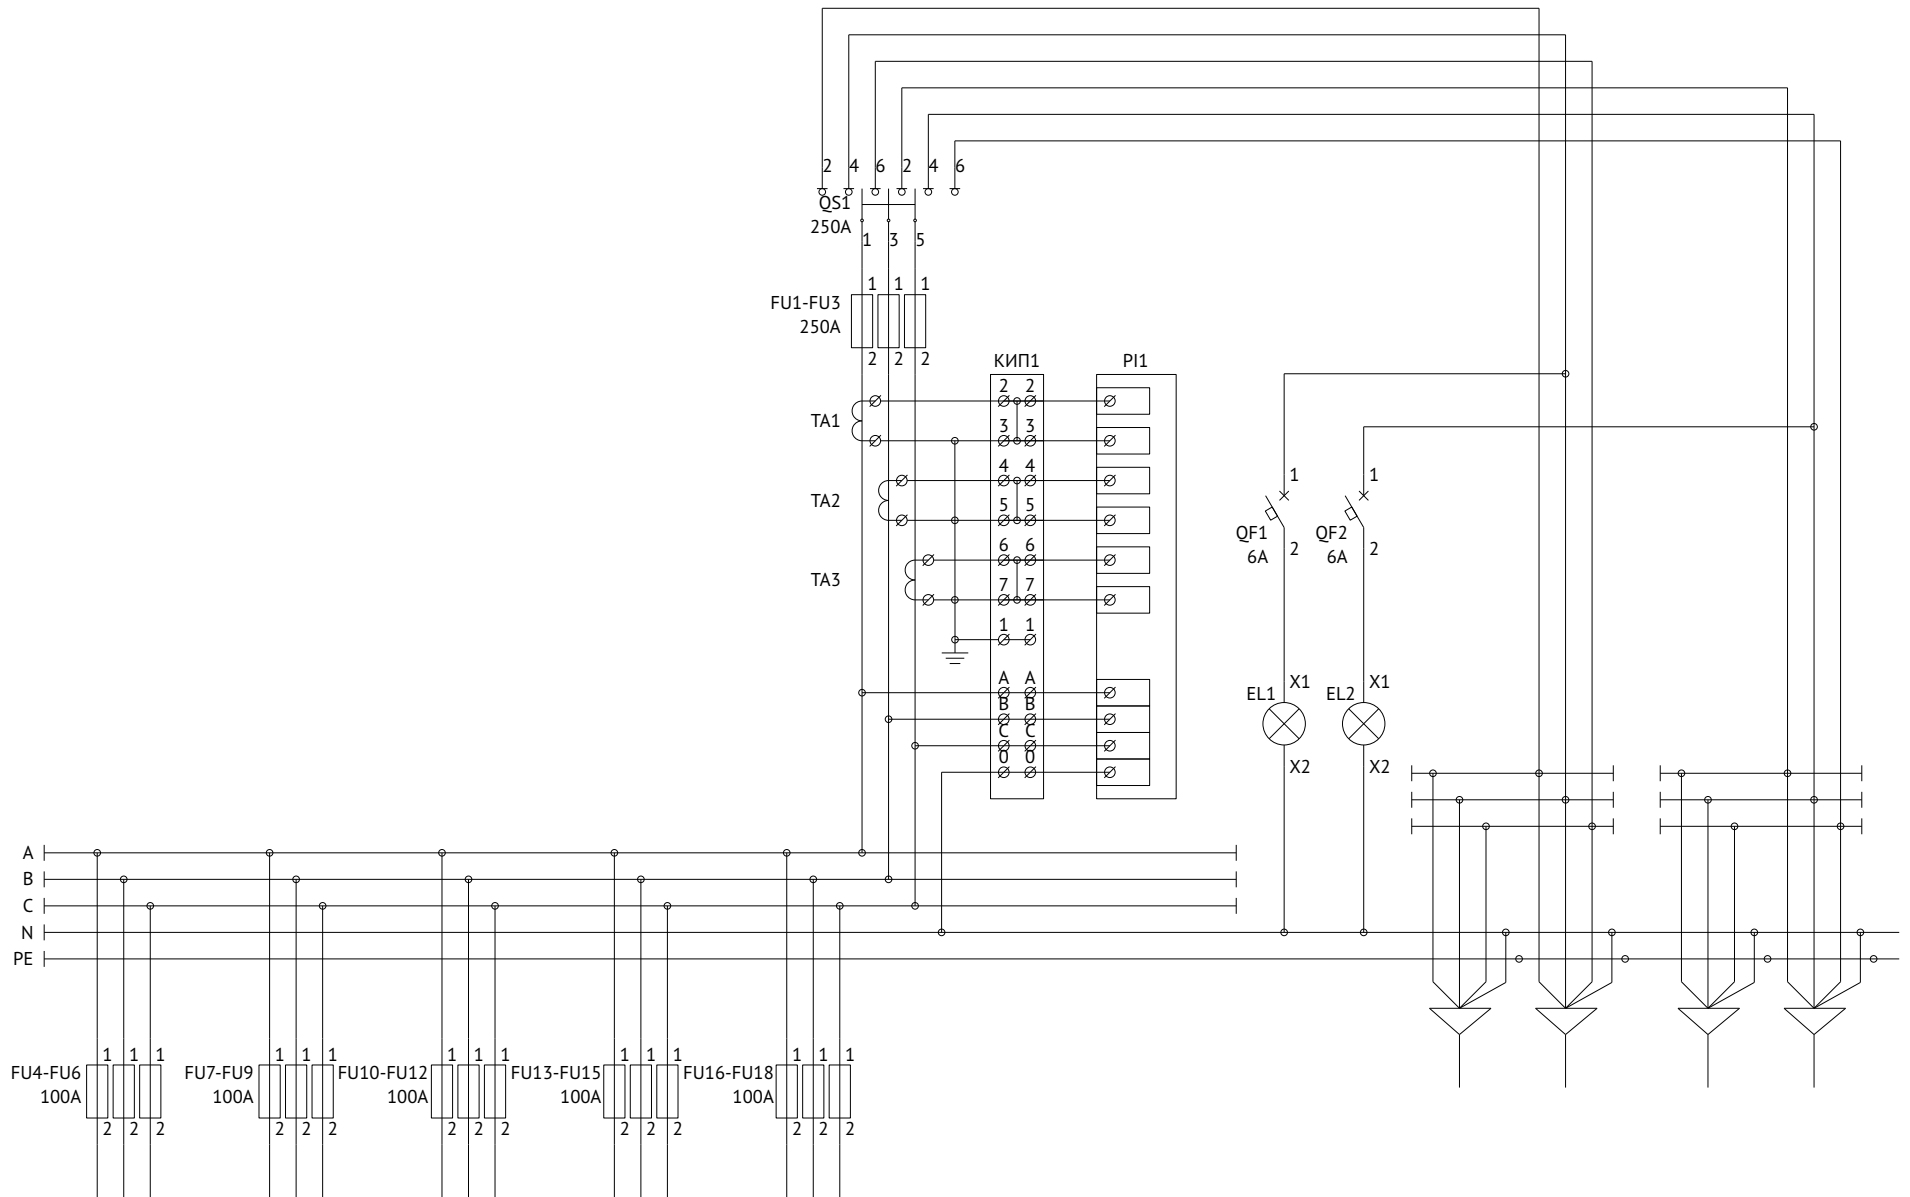 2 4 6 2 4 6
QS1
250A
1 3 5
1 1 1
FU1-FU3
250A
2 2 2
КИП1 PI1
2 2
TA1
3 3
4 4
TA2
5 5
6 6
TA3
7 7
1 1
A A
B B
C C
0 0
1 1
QF1 QF2
6A 6A
2 2
X1 X1
EL1 EL2
X2 X2
A
B
C
N
PE
1 1 1 1 1 1 1 1 1 1 1 1 1 1 1
FU4-FU6 FU7-FU9 FU10-FU12 FU13-FU15 FU16-FU18
100A 100A 100A 100A 100A
2 2 2 2 2 2 2 2 2 2 2 2 2 2 2